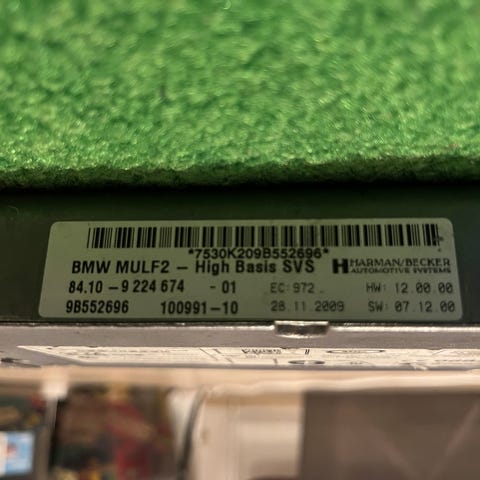 *7530K209B552696*
BMW MULF2 – High Basis SVS HARMAN/BECKER
AUTOMOTIVE SYSTEMS
84.10 – 9 224 674 - 01 EC: 972 HW: 12.00.00
9B552696 100991-10 28.11.2009 SW: 07.12.00